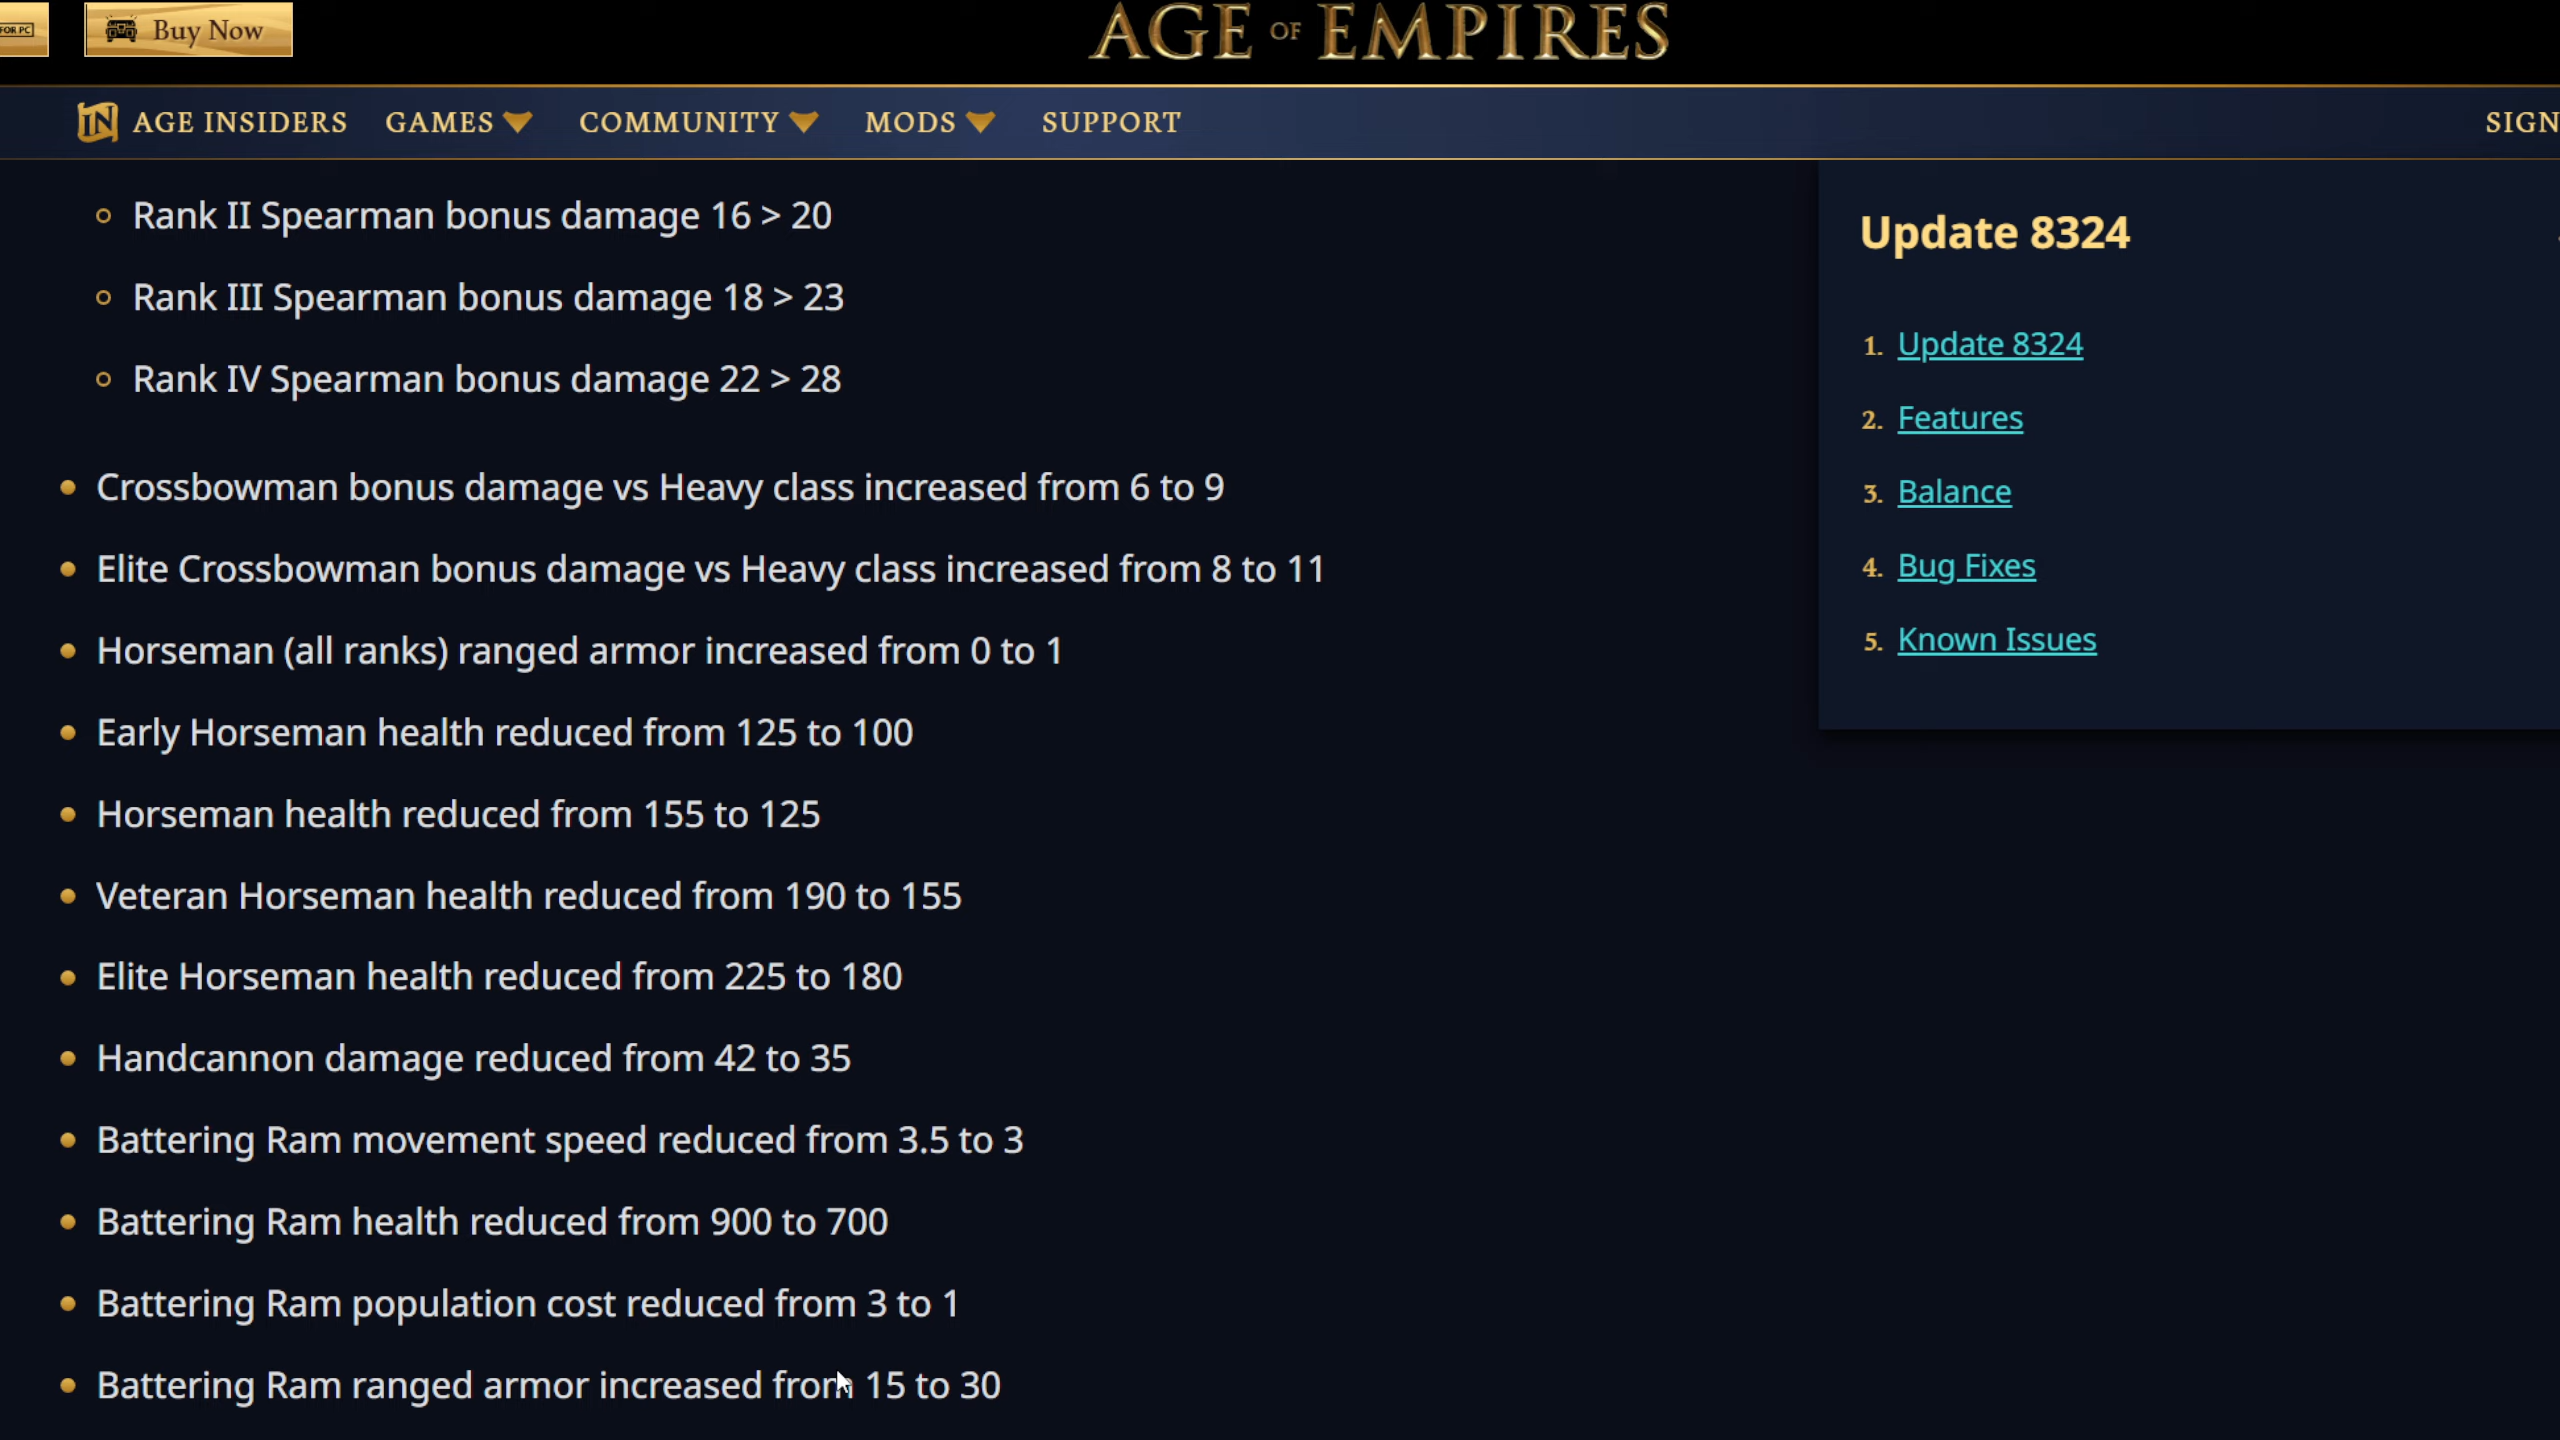 FOR PC
Buy Now
AGE OF EMPIRES
IN AGE INSIDERS GAMES COMMUNITY MODS SUPPORT SIGN
Rank II Spearman bonus damage 16 > 20
Rank III Spearman bonus damage 18 > 23
Rank IV Spearman bonus damage 22 > 28
Crossbowman bonus damage vs Heavy class increased from 6 to 9
Elite Crossbowman bonus damage vs Heavy class increased from 8 to 11
Horseman (all ranks) ranged armor increased from 0 to 1
Early Horseman health reduced from 125 to 100
Horseman health reduced from 155 to 125
Veteran Horseman health reduced from 190 to 155
Elite Horseman health reduced from 225 to 180
Handcannon damage reduced from 42 to 35
Battering Ram movement speed reduced from 3.5 to 3
Battering Ram health reduced from 900 to 700
Battering Ram population cost reduced from 3 to 1
Battering Ram ranged armor increased from 15 to 30
Update 8324
1. Update 8324
2. Features
3. Balance
4. Bug Fixes
5. Known Issues